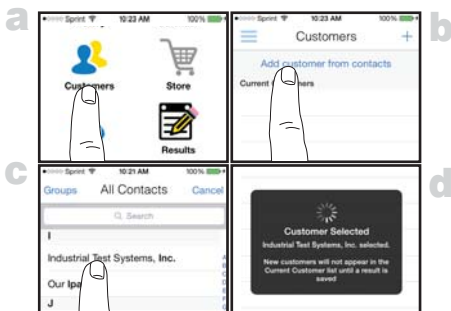 a
Sprint 10:23 AM 100%
Customers Store
Results
b
Sprint 10:23 AM 100%
Customers +
Add customer from contacts
Current
c
Sprint 10:21 AM 100%
Groups All Contacts Cancel
Search
I
Industrial Test Systems, Inc.
Our
J
d
Customer Selected
Industrial Test Systems, Inc. selected.
New customers will not appear in the
Current Customer list until a result is
saved